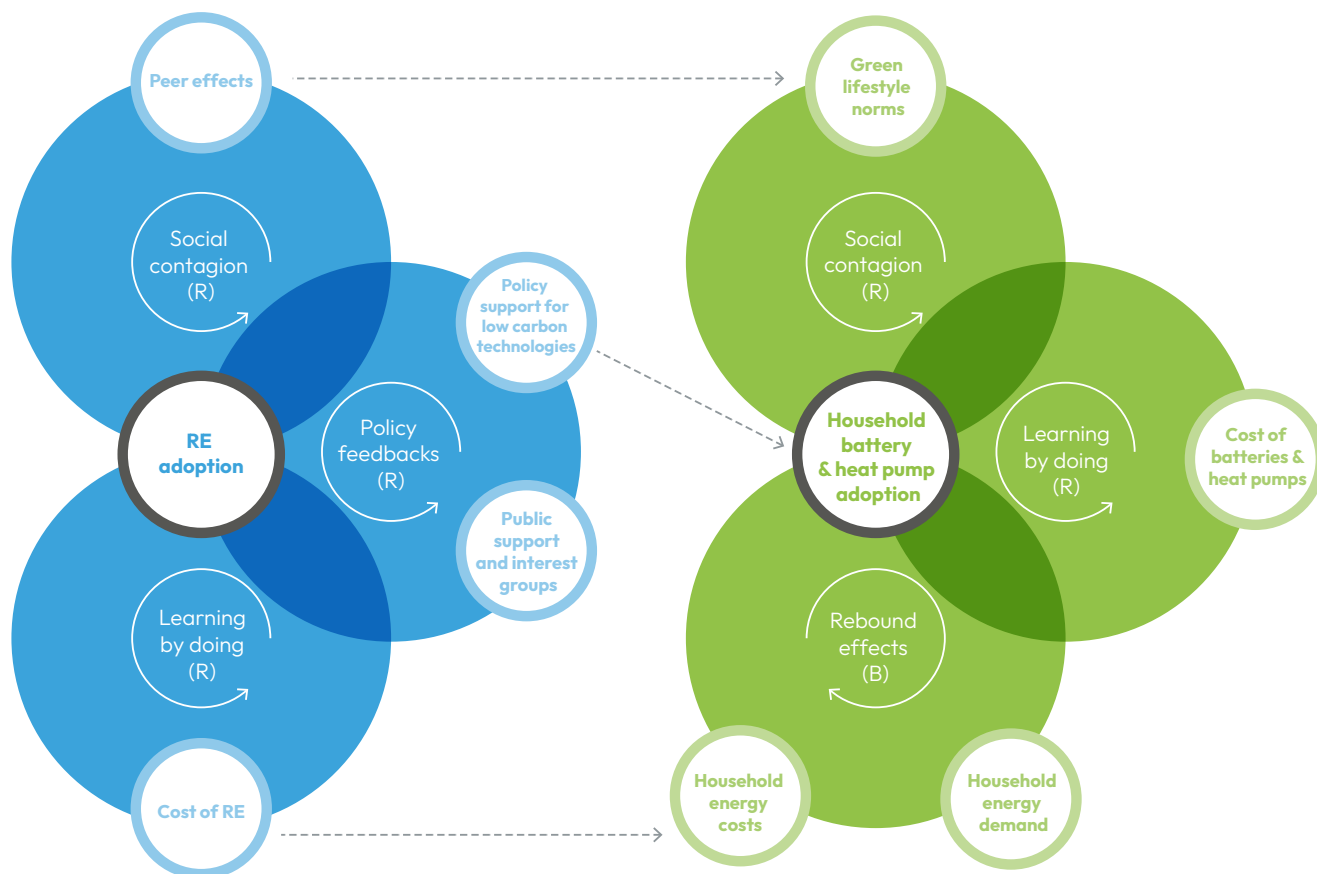 Peer effects
Social
contagion
(R)
Policy
support for
low carbon
technologies
RE
adoption
Policy
feedbacks
(R)
Public
support
and interest
groups
Learning
by doing
(R)
Cost of RE
Green
lifestyle
norms
Social
contagion
(R)
Household
battery
& heat pump
adoption
Learning
by doing
(R)
Cost of
batteries &
heat pumps
Rebound
effects
(B)
Household
energy
costs
Household
energy
demand